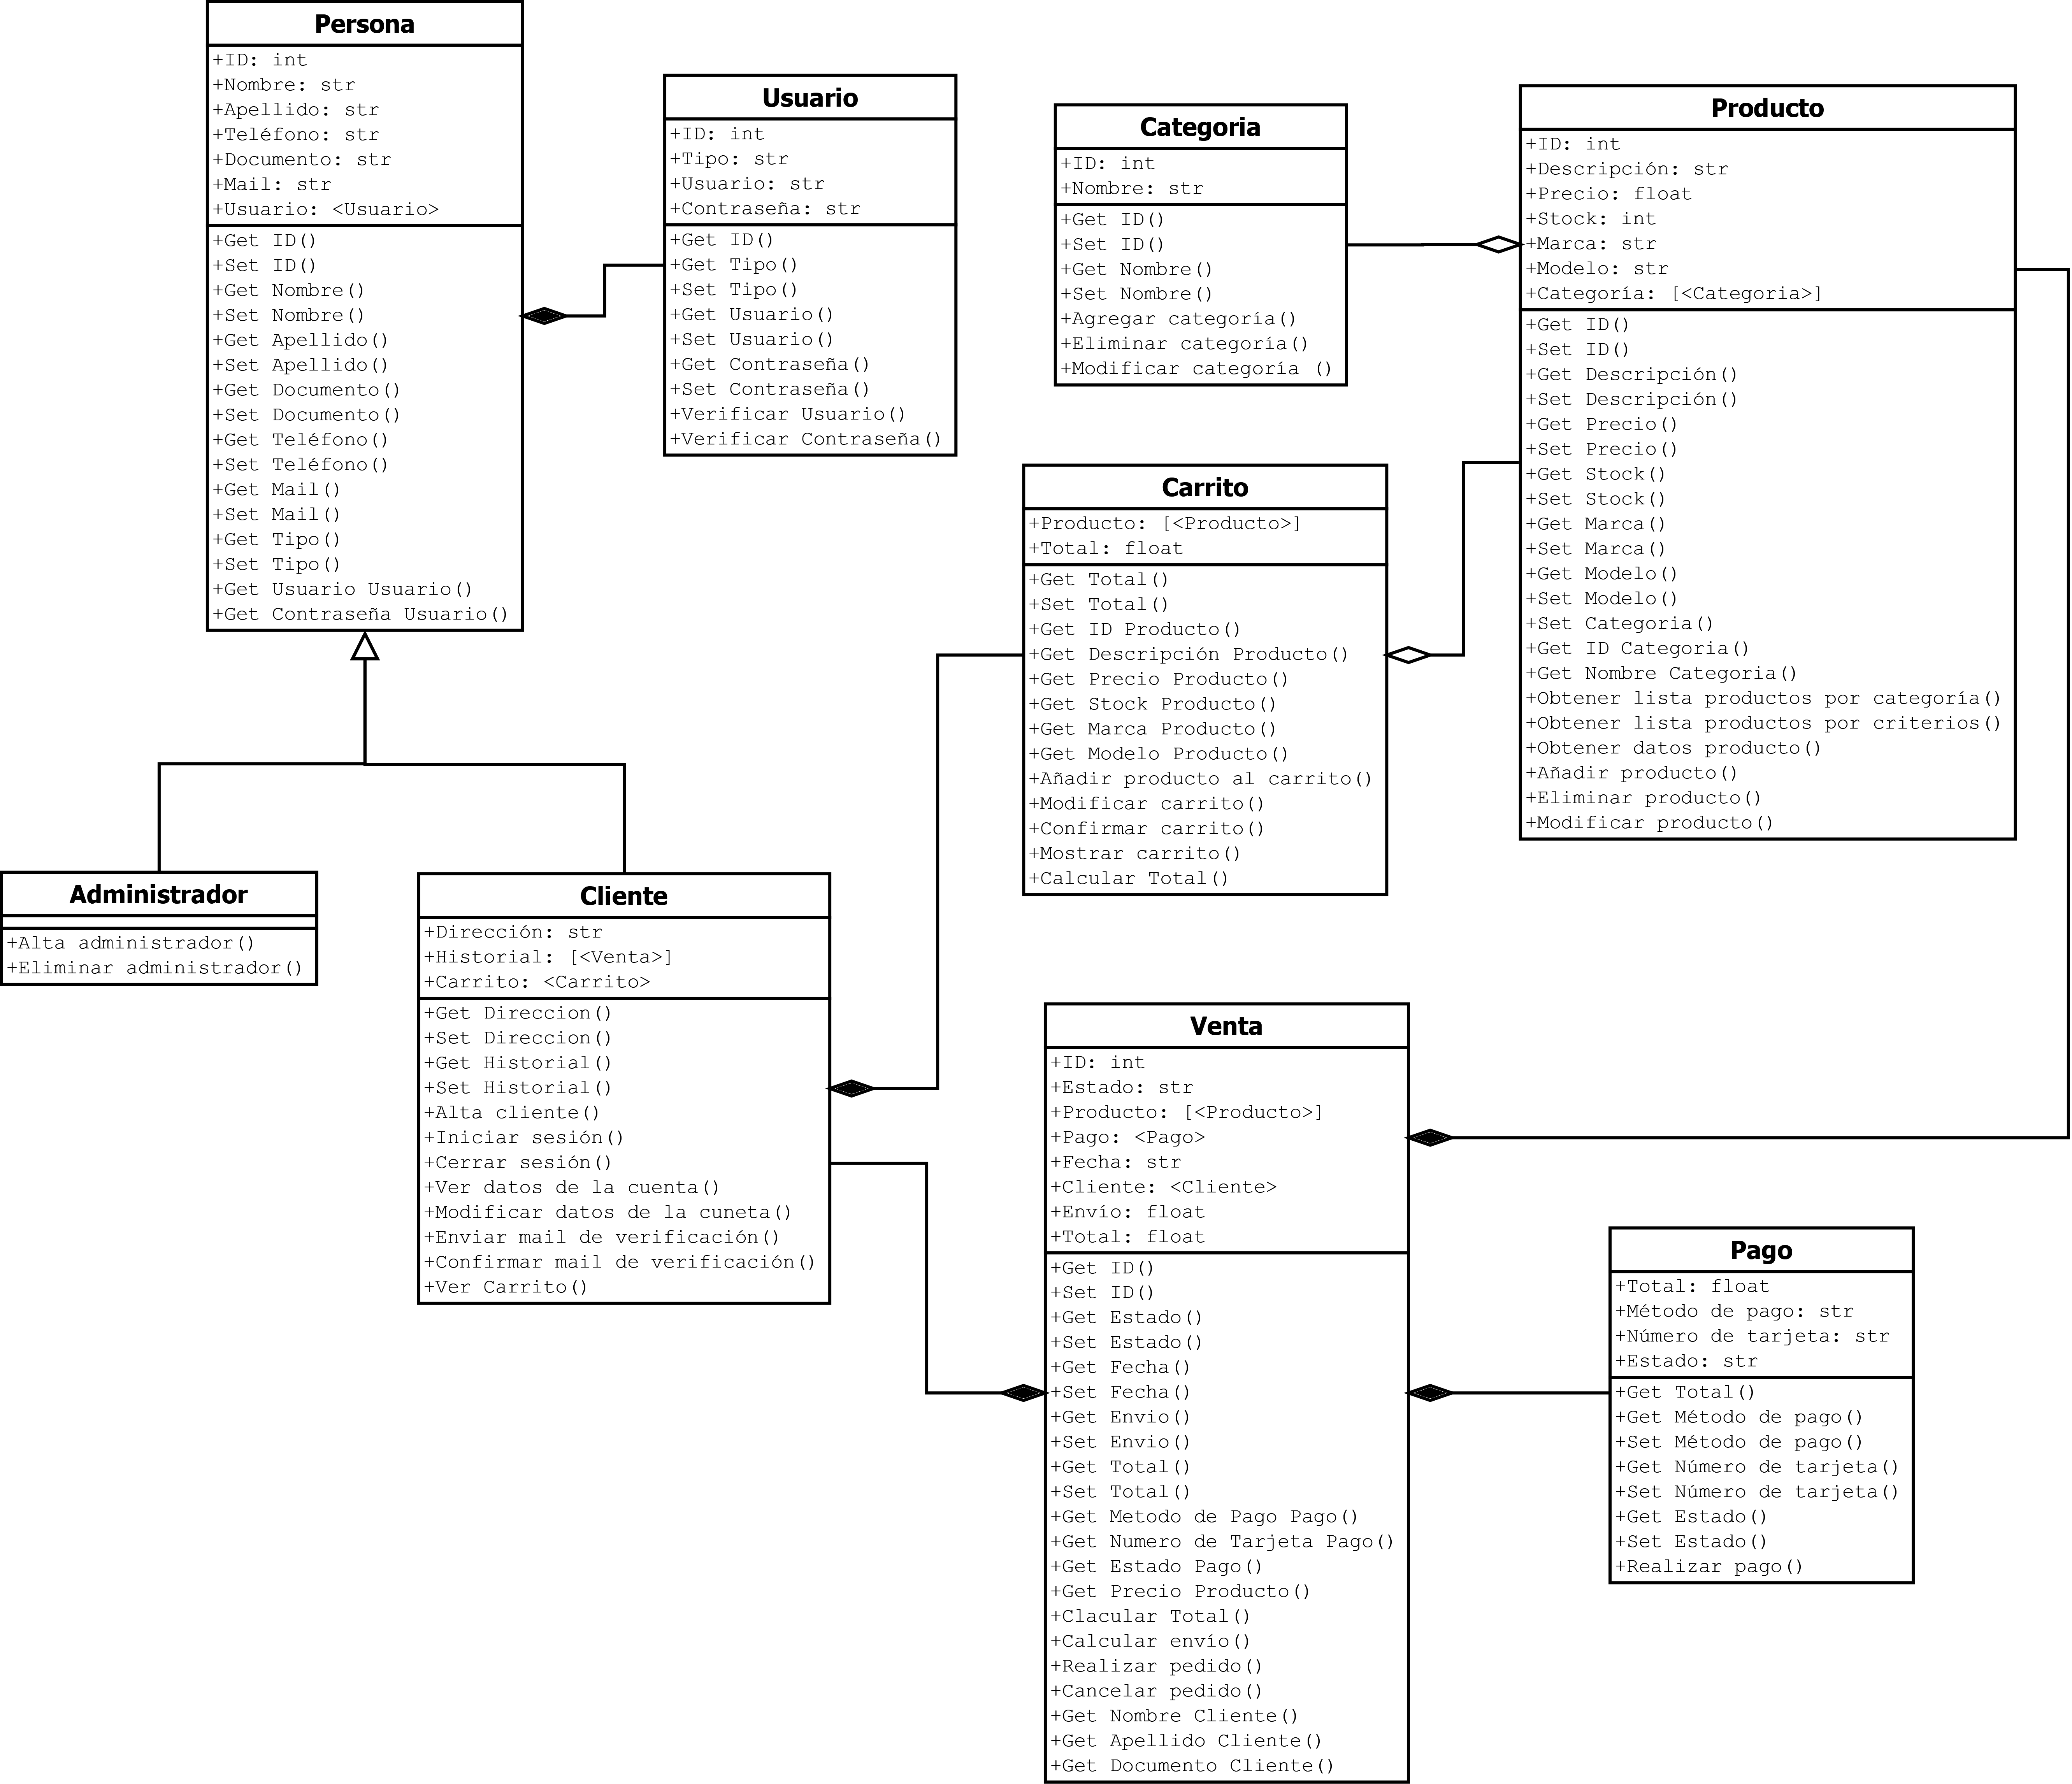 Persona
+ID: int
+Nombre: str
+Apellido: str
+Teléfono: str
+Documento: str
+Mail: str
+Usuario: <Usuario>
+Get ID()
+Set ID()
+Get Nombre()
+Set Nombre()
+Get Apellido()
+Set Apellido()
+Get Documento()
+Set Documento()
+Get Teléfono()
+Set Teléfono()
+Get Mail()
+Set Mail()
+Get Tipo()
+Set Tipo()
+Get Usuario Usuario()
+Get Contraseña Usuario()
Usuario
+ID: int
+Tipo: str
+Usuario: str
+Contraseña: str
+Get ID()
+Get Tipo()
+Set Tipo()
+Get Usuario()
+Set Usuario()
+Get Contraseña()
+Set Contraseña()
+Verificar Usuario()
+Verificar Contraseña()
Categoria
+ID: int
+Nombre: str
+Get ID()
+Set ID()
+Get Nombre()
+Set Nombre()
+Agregar categoría()
+Eliminar categoría()
+Modificar categoría ()
Producto
+ID: int
+Descripción: str
+Precio: float
+Stock: int
+Marca: str
+Modelo: str
+Categoría: [<Categoria>]
+Get ID()
+Set ID()
+Get Descripción()
+Set Descripción()
+Get Precio()
+Set Precio()
+Get Stock()
+Set Stock()
+Get Marca()
+Set Marca()
+Get Modelo()
+Set Modelo()
+Set Categoria()
+Get ID Categoria()
+Get Nombre Categoria()
+Obtener lista productos por categoría()
+Obtener lista productos por criterios()
+Obtener datos producto()
+Añadir producto()
+Eliminar producto()
+Modificar producto()
Carrito
+Producto: [<Producto>]
+Total: float
+Get Total()
+Set Total()
+Get ID Producto()
+Get Descripción Producto()
+Get Precio Producto()
+Get Stock Producto()
+Get Marca Producto()
+Get Modelo Producto()
+Añadir producto al carrito()
+Modificar carrito()
+Confirmar carrito()
+Mostrar carrito()
+Calcular Total()
Administrador
+Alta administrador()
+Eliminar administrador()
Cliente
+Dirección: str
+Historial: [<Venta>]
+Carrito: <Carrito>
+Get Direccion()
+Set Direccion()
+Get Historial()
+Set Historial()
+Alta cliente()
+Iniciar sesión()
+Cerrar sesión()
+Ver datos de la cuenta()
+Modificar datos de la cuneta()
+Enviar mail de verificación()
+Confirmar mail de verificación()
+Ver Carrito()
Venta
+ID: int
+Estado: str
+Producto: [<Producto>]
+Pago: <Pago>
+Fecha: str
+Cliente: <Cliente>
+Envío: float
+Total: float
+Get ID()
+Set ID()
+Get Estado()
+Set Estado()
+Get Fecha()
+Set Fecha()
+Get Envio()
+Set Envio()
+Get Total()
+Set Total()
+Get Metodo de Pago Pago()
+Get Numero de Tarjeta Pago()
+Get Estado Pago()
+Get Precio Producto()
+Clacular Total()
+Calcular envío()
+Realizar pedido()
+Cancelar pedido()
+Get Nombre Cliente()
+Get Apellido Cliente()
+Get Documento Cliente()
Pago
+Total: float
+Método de pago: str
+Número de tarjeta: str
+Estado: str
+Get Total()
+Get Método de pago()
+Set Método de pago()
+Get Número de tarjeta()
+Set Número de tarjeta()
+Get Estado()
+Set Estado()
+Realizar pago()